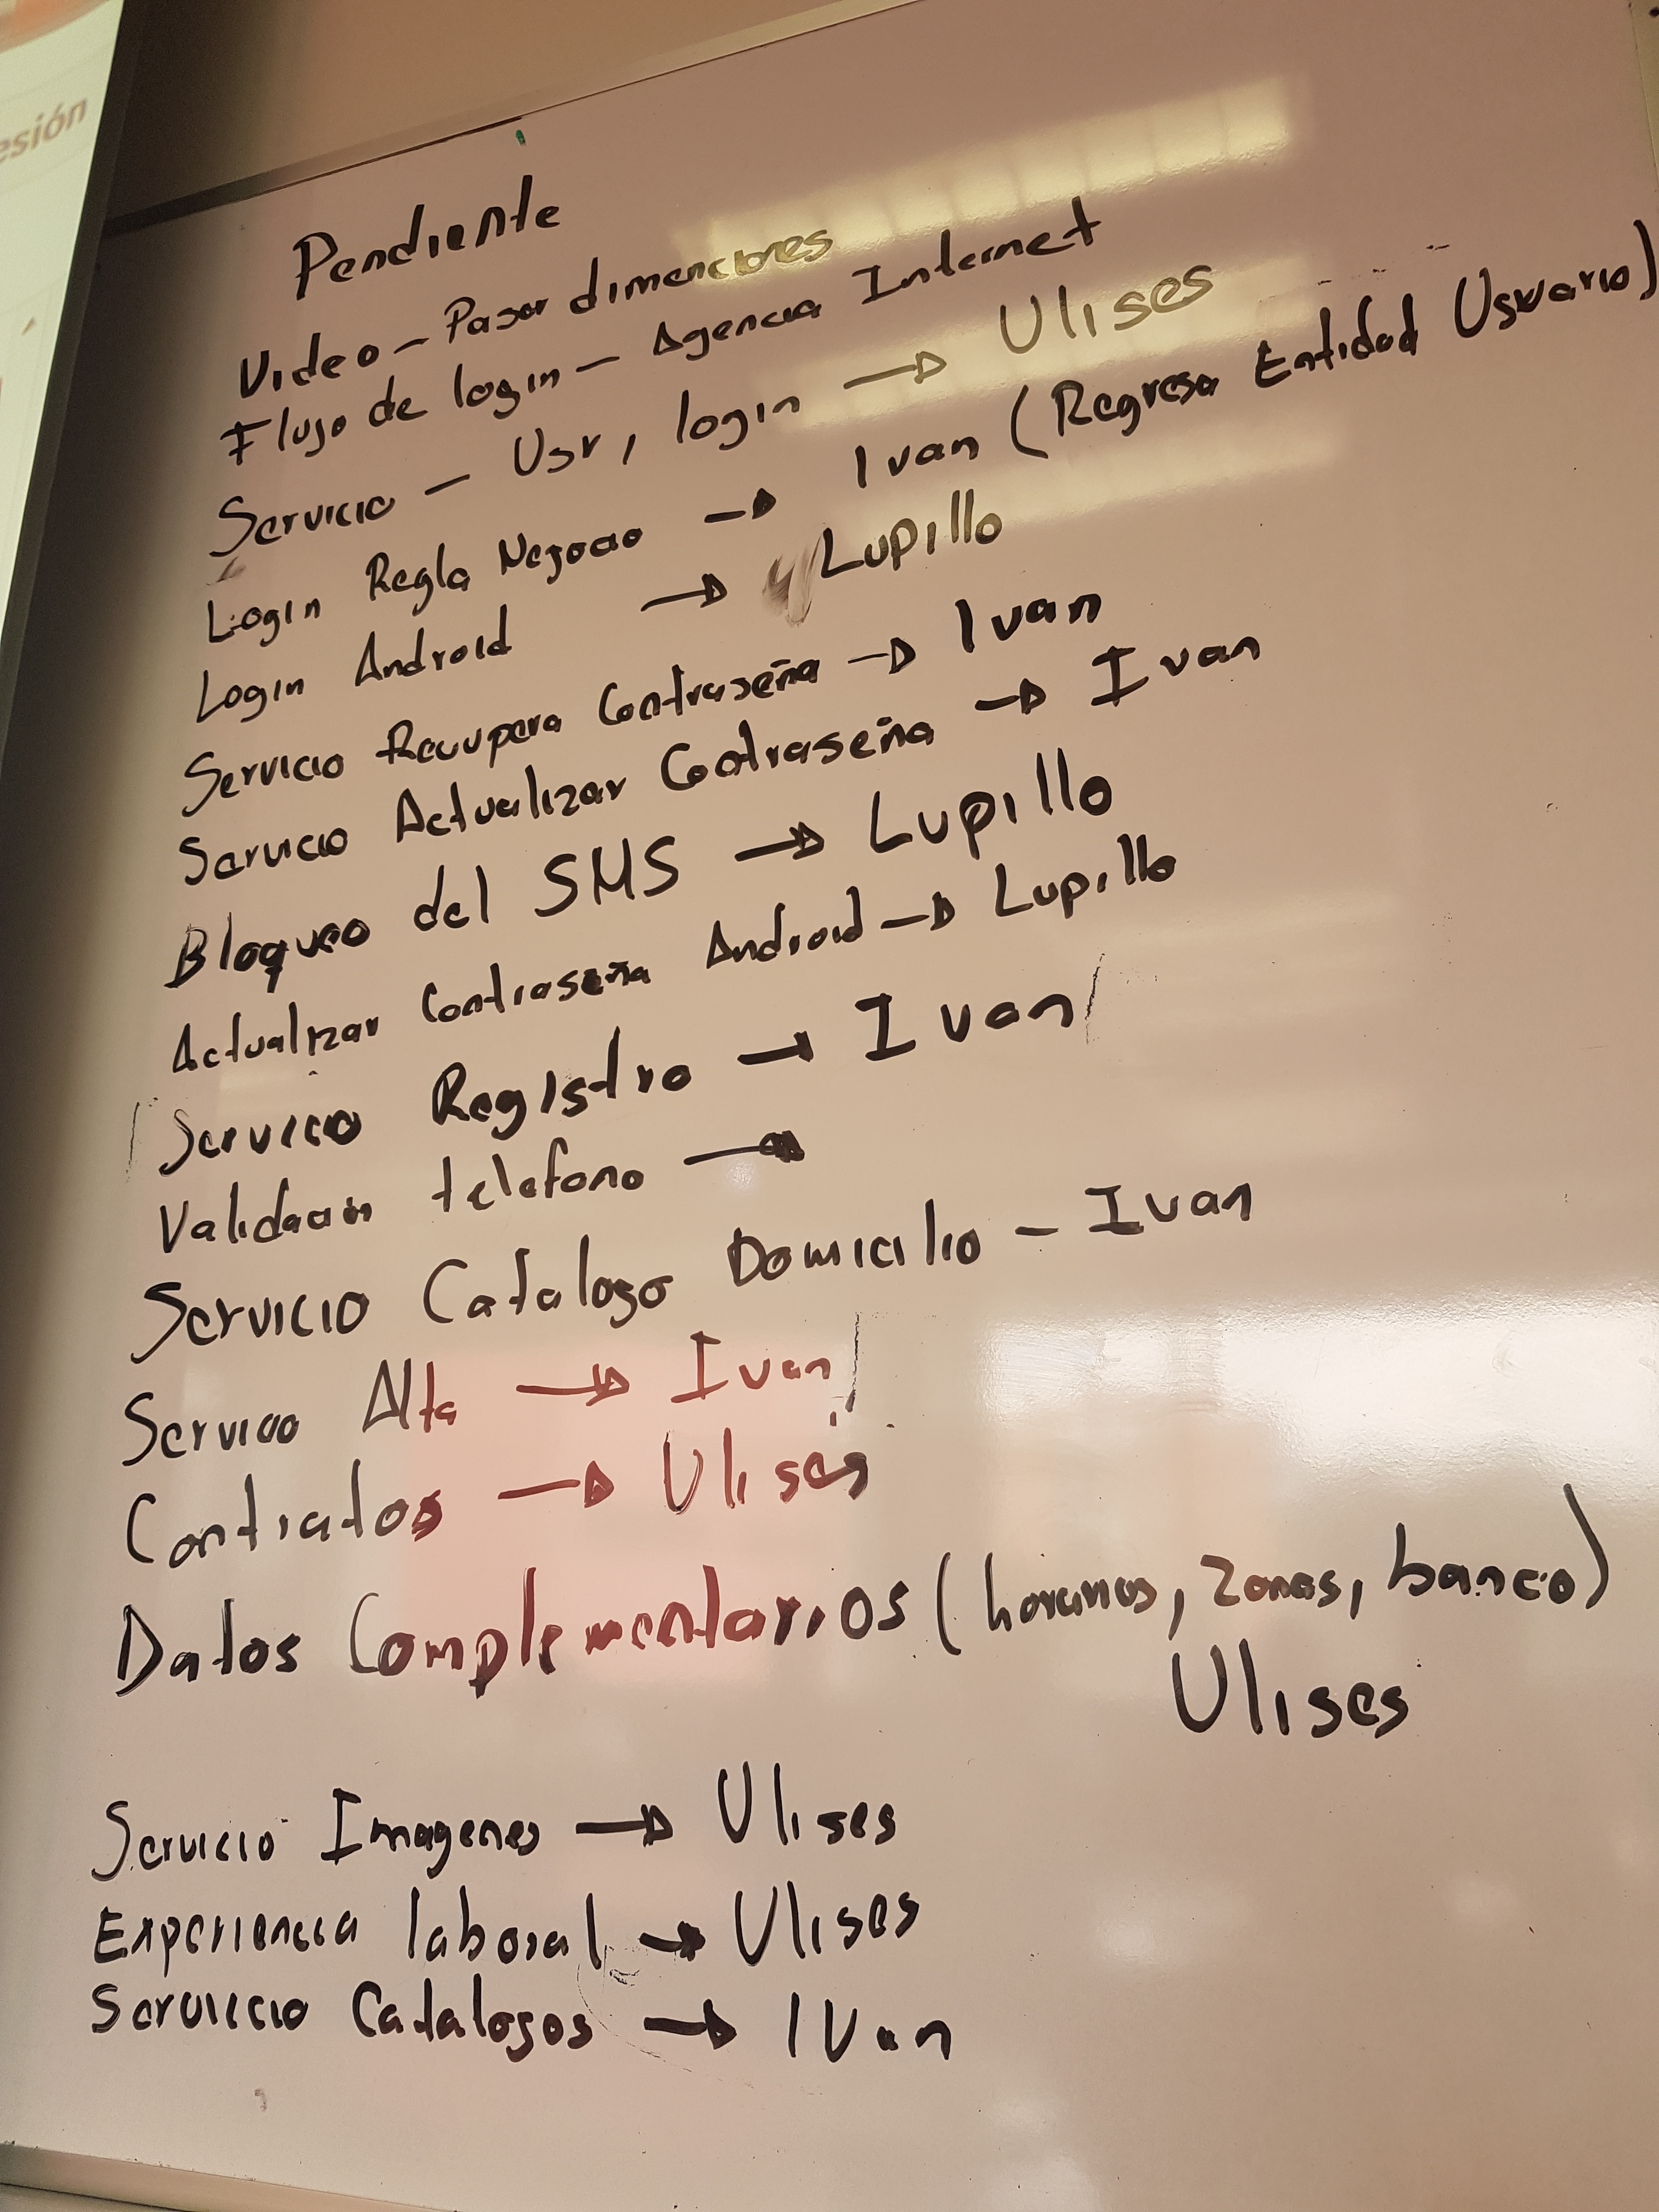 esión
Pendiente
Video - Pasar dimenciones
Flujo de login - Agencia Internet
Servicio - Usr, login → Ulises
Login Regla Negocio → Ivan (Regresa Entidad Usuario)
Login Android → Lupillo
Servicio Recupera Contraseña → Ivan
Servicio Actualizar Contraseña → Ivan
Bloqueo del SMS → Lupillo
Actualizar Contraseña Android → Lupillo
Servicio Registro → Ivan
Validación telefono →
Servicio Catalogo Domicilio - Ivan
Servicio Alta → Ivan
Contratos → Ulises
Datos Complementarios (horarios, zonas, banco)
Ulises
Servicio Imagenes → Ulises
Experiencia laboral → Ulises
Servicio Catalogos → Ivan